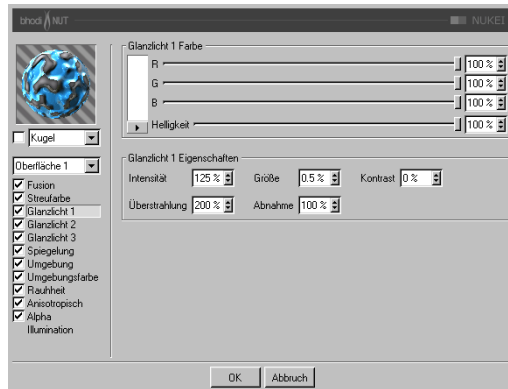 bhodi NUT
NUKEI
Glanzlicht 1 Farbe
R 100 %
G 100 %
B 100 %
Helligkeit 100 %
Kugel
Oberfläche 1
Fusion
Streufarbe
Glanzlicht 1
Glanzlicht 2
Glanzlicht 3
Spiegelung
Umgebung
Umgebungsfarbe
Rauhheit
Anisotropisch
Alpha
Illumination
Glanzlicht 1 Eigenschaften
Intensität 125 % Größe 0.5 % Kontrast 0 %
Überstrahlung 200 % Abnahme 100 %
OK Abbruch